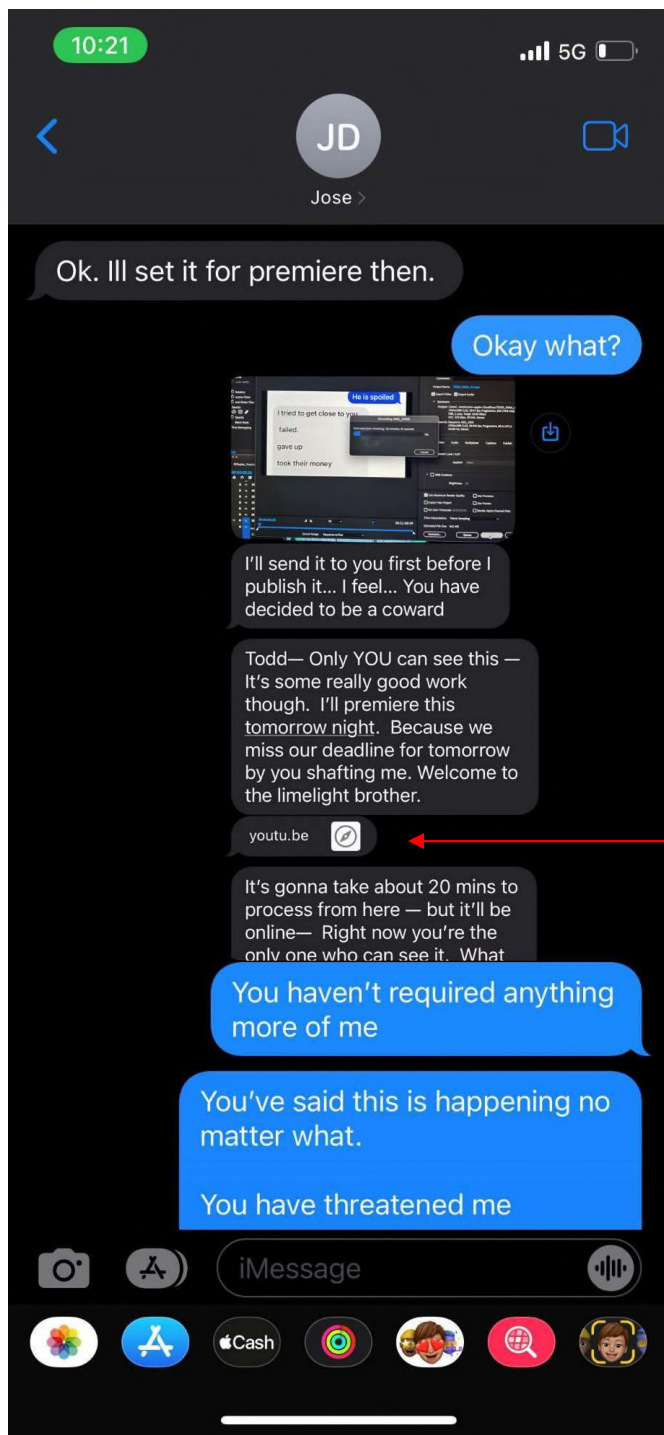 10:21
5G
JD
Jose
Ok. Ill set it for premiere then.
Okay what?
He is spoiled
I tried to get close to you
failed.
gave up
took their money
I'll send it to you first before I
publish it... I feel... You have
decided to be a coward
Todd— Only YOU can see this —
It's some really good work
though. I'll premiere this
tomorrow night. Because we
miss our deadline for tomorrow
by you shafting me. Welcome to
the limelight brother.
youtu.be
It's gonna take about 20 mins to
process from here — but it'll be
online— Right now you're the
only one who can see it. What
You haven't required anything
more of me
You've said this is happening no
matter what.
You have threatened me
iMessage
Cash